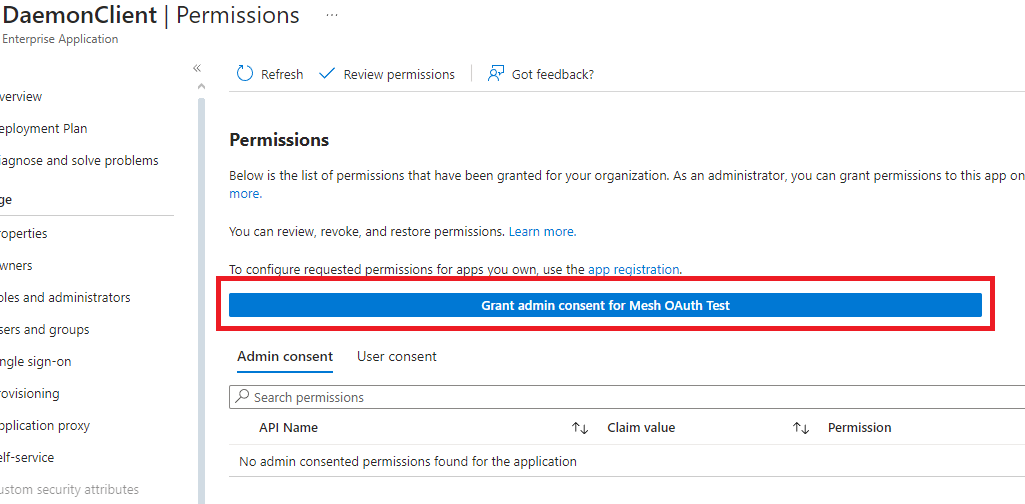 DaemonClient | Permissions ...
Enterprise Application
Refresh
Review permissions
Got feedback?
verview
eployment Plan
iagnose and solve problems
ge
roperties
wners
oles and administrators
sers and groups
ngle sign-on
rovisioning
pplication proxy
elf-service
ustom security attributes
Permissions
Below is the list of permissions that have been granted for your organization. As an administrator, you can grant permissions to this app on
more.
You can review, revoke, and restore permissions. Learn more.
To configure requested permissions for apps you own, use the app registration.
Grant admin consent for Mesh OAuth Test
Admin consent User consent
Search permissions
API Name Claim value Permission
No admin consented permissions found for the application